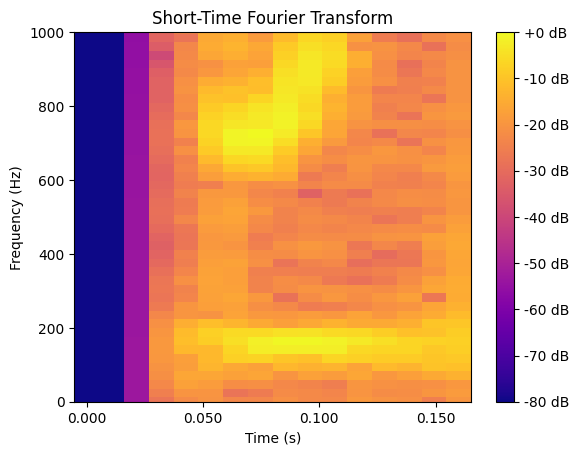 Short-Time Fourier Transform
1000
800
600
400
200
0
Frequency (Hz)
0.000
0.050
0.100
0.150
Time (s)
+0 dB
-10 dB
-20 dB
-30 dB
-40 dB
-50 dB
-60 dB
-70 dB
-80 dB